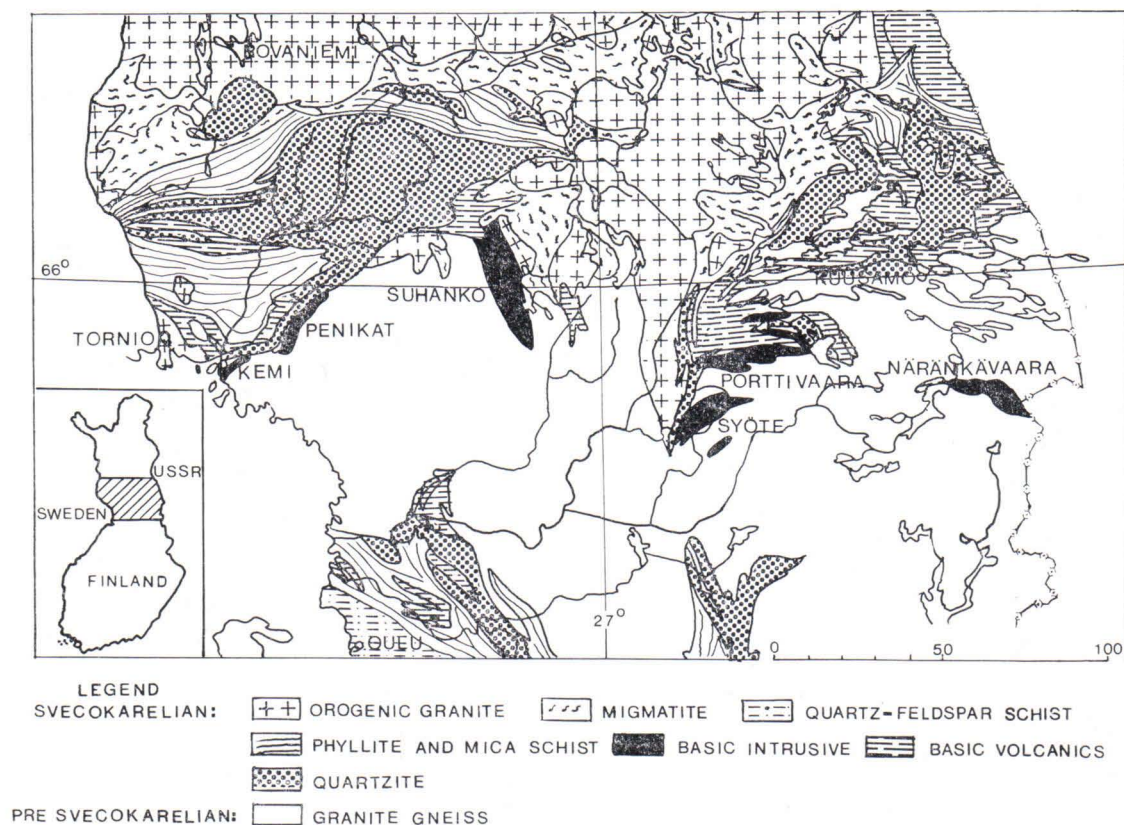 ROVANIEMI
66°
SUHANKO
KUUSAMO
TORNIO
PENIKAT
KEMI
PORTTIVAARA
NÄRÄNKÄVAARA
SYÖTE
USSR
SWEDEN
FINLAND
27°
OULU
0 50 100
LEGEND
SVECOKARELIAN:
OROGENIC GRANITE MIGMATITE QUARTZ-FELDSPAR SCHIST
PHYLLITE AND MICA SCHIST BASIC INTRUSIVE BASIC VOLCANICS
QUARTZITE
PRE SVECOKARELIAN: GRANITE GNEISS